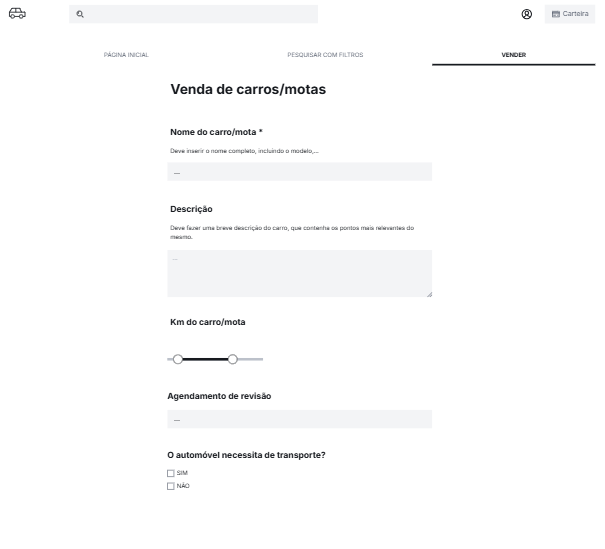 Carteira
PÁGINA INICIAL
PESQUISAR COM FILTROS
VENDER
Venda de carros/motas
Nome do carro/mota *
Deve inserir o nome completo, incluindo o modelo,...
...
Descrição
Deve fazer uma breve descrição do carro, que contenha os pontos mais relevantes do
mesmo.
...
Km do carro/mota
Agendamento de revisão
...
O automóvel necessita de transporte?
SIM
NÃO